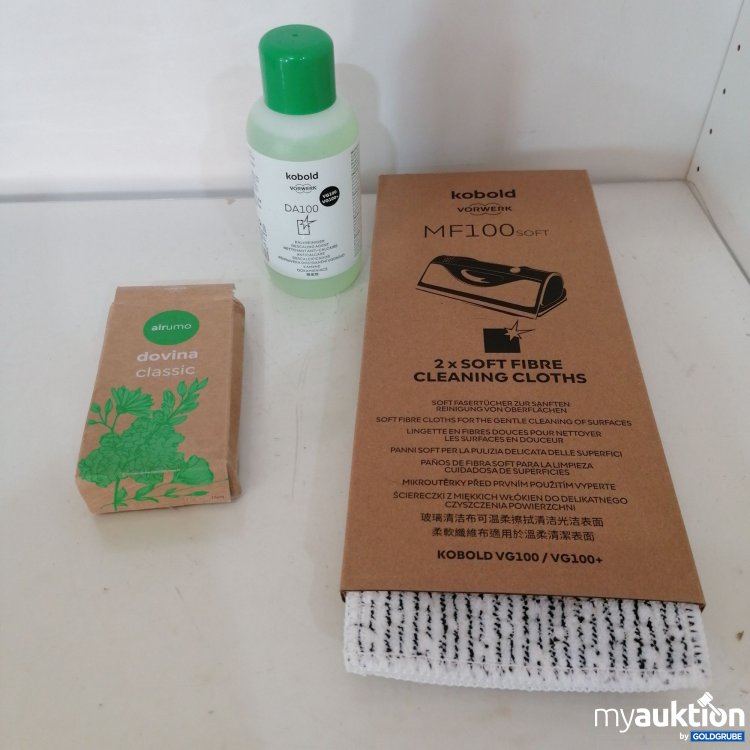 kobold
VORWERK
DA100
VG100
VG100+
KALKREINIGER
DESCALING AGENT
airumo
dovina
classic
kobold
VORWERK
MF100 SOFT
2 x SOFT FIBRE
CLEANING CLOTHS
SOFT FASERTÜCHER ZUR SANFTEN
REINIGUNG VON OBERFLÄCHEN
SOFT FIBRE CLOTHS FOR THE GENTLE CLEANING OF SURFACES
LINGETTE EN FIBRES DOUCES POUR NETTOYER
LES SURFACES EN DOUCEUR
PANNI SOFT PER LA PULIZIA DELICATA DELLE SUPERFICI
PAÑOS DE FIBRA SOFT PARA LA LIMPIEZA
CUIDADOSA DE SUPERFICIES
MIKROUTĚRKY PŘED PRVNÍM POUŽITÍM VYPERTE
ŚCIERECZKI Z MIĘKKICH WŁÓKIEN DO DELIKATNEGO
CZYSZCZENIA POWIERZCHNI
玻璃清洁布可温柔擦拭清洁光洁表面
柔軟纖維布適用於溫柔清潔表面
KOBOLD VG100 / VG100+
myauktion
by GOLDGRUBE